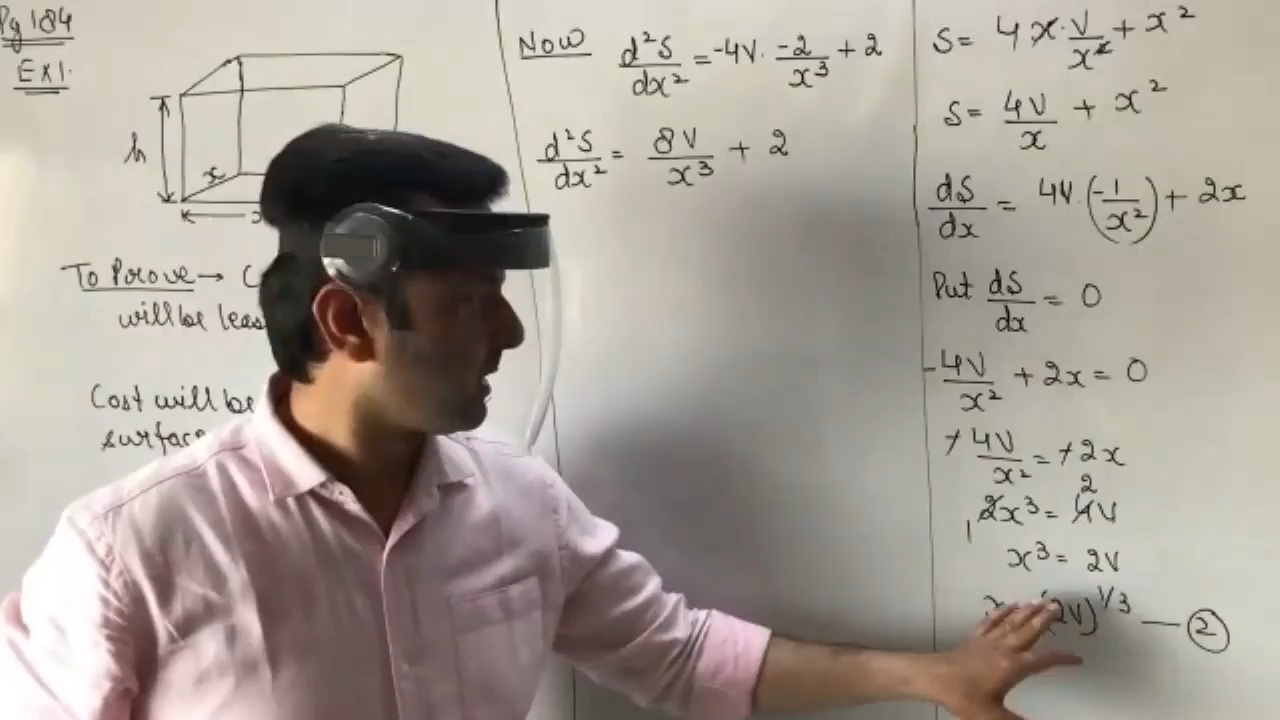 Pg 184
EX1.
h
x
To Prove →
will be
Cost will be
Now d²S/dx² = -4V · -2/x³ + 2
d²S/dx² = 8V/x³ + 2
S = 4x · V/x² + x²
S = 4V/x + x²
dS/dx = 4V · (-1/x²) + 2x
Put dS/dx = 0
-4V/x² + 2x = 0
-4V/x² = -2x
2x³ = 4V
1 2
x³ = 2V
(2V)^1/3 — ②